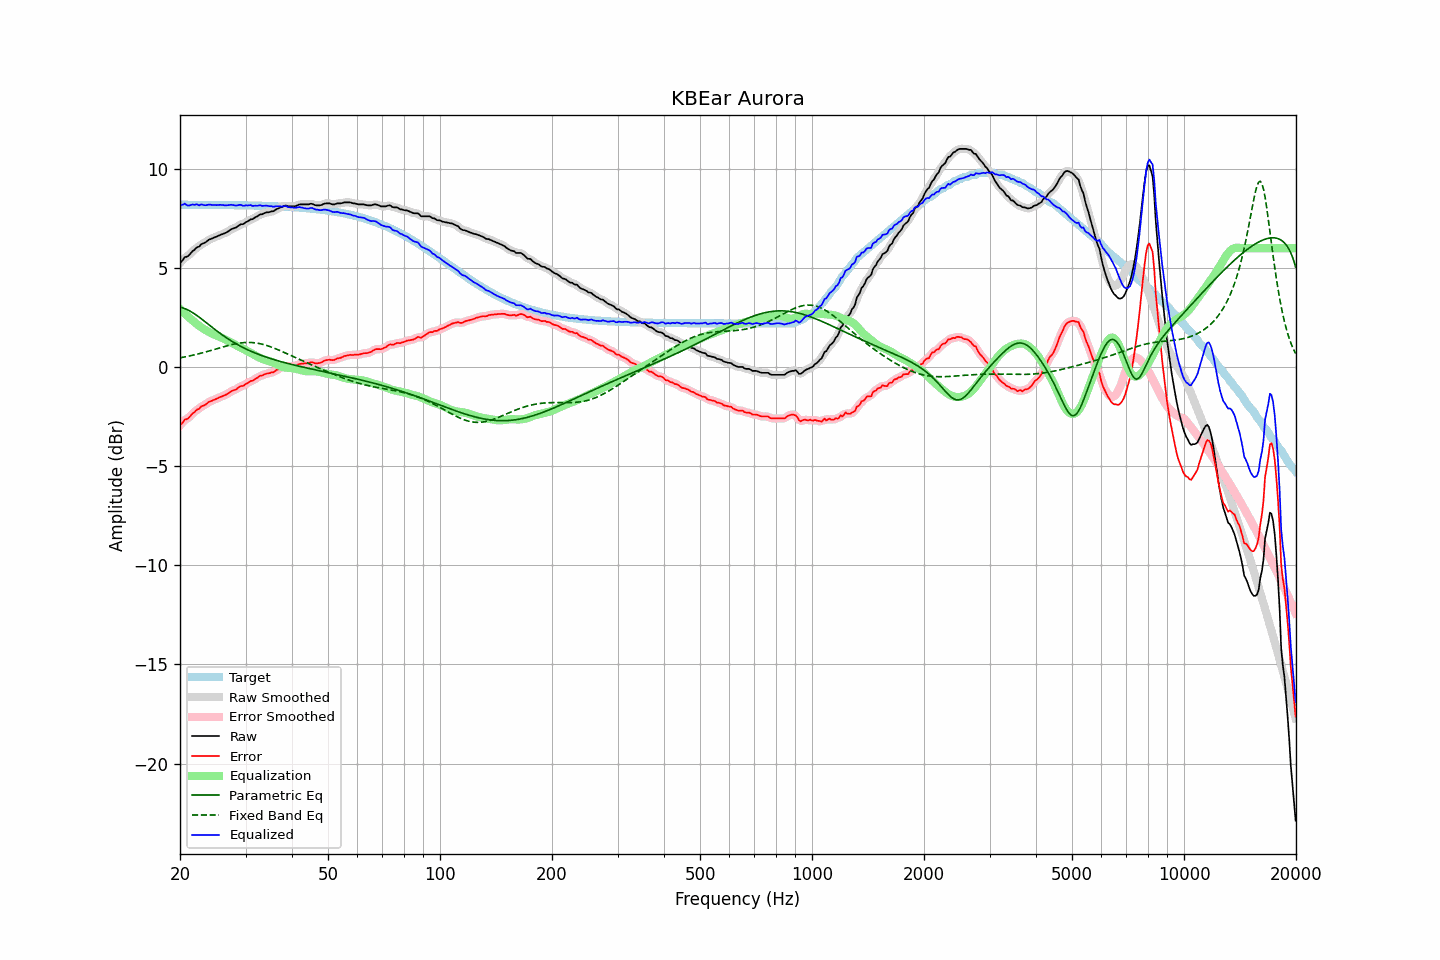 KBEar Aurora
Amplitude (dBr)
10
5
0
−5
−10
−15
−20
Target
Raw Smoothed
Error Smoothed
Raw
Error
Equalization
Parametric Eq
Fixed Band Eq
Equalized
20 50 100 200 500 1000 2000 5000 10000 20000
Frequency (Hz)